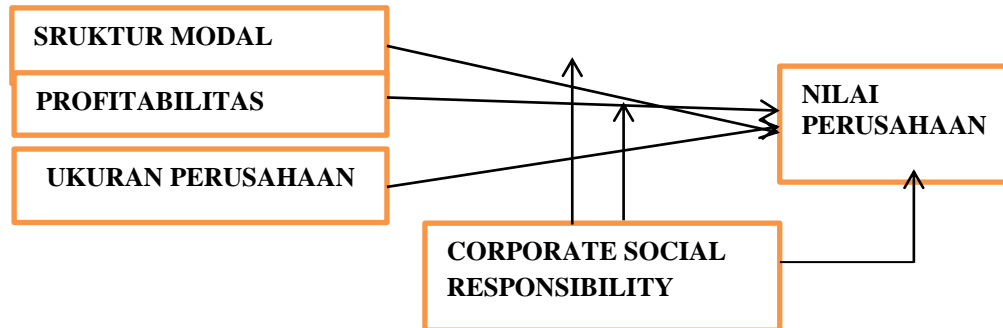 SRUKTUR MODAL
PROFITABILITAS
UKURAN PERUSAHAAN
NILAI
PERUSAHAAN
CORPORATE SOCIAL
RESPONSIBILITY